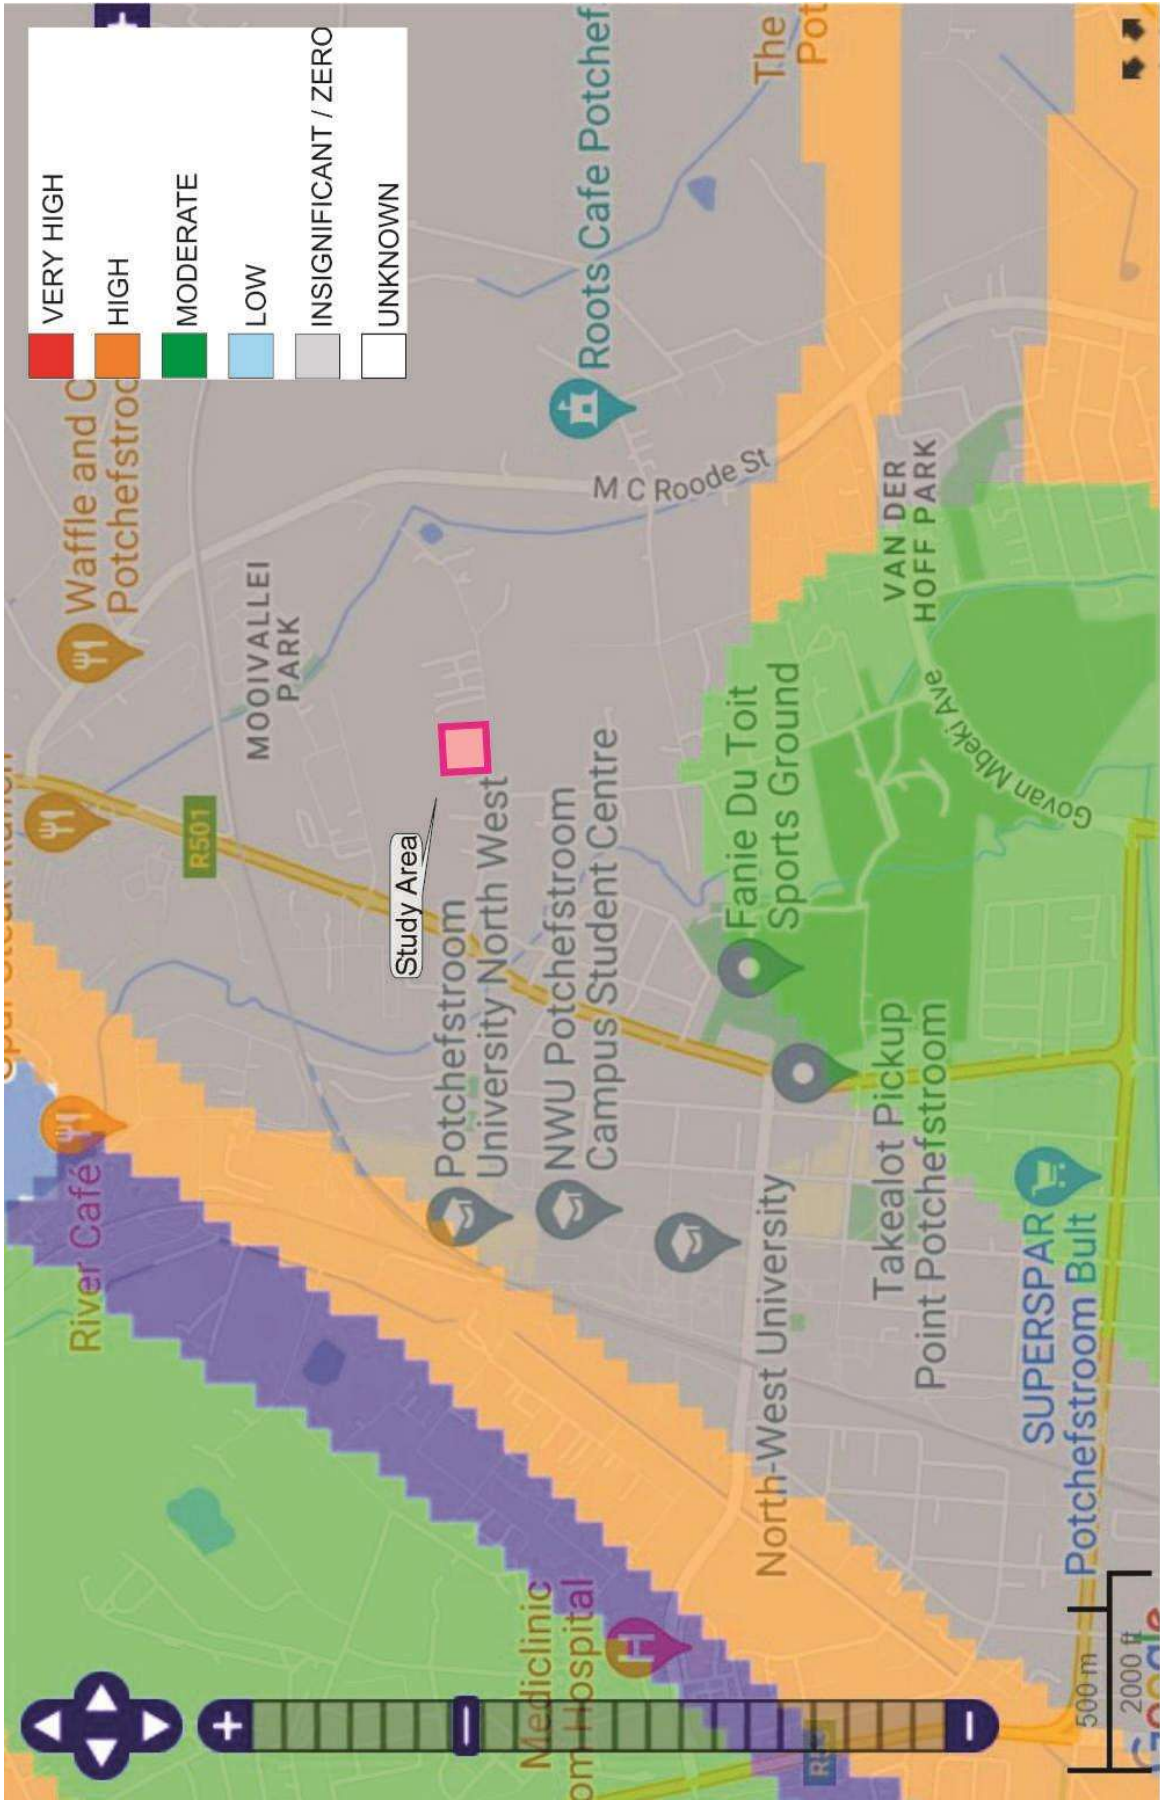 VERY HIGH
HIGH
MODERATE
LOW
INSIGNIFICANT / ZERO
UNKNOWN
River Café
Waffle and C
Potchefstroo
R501
MOOIVALLEI
PARK
Study Area
Potchefstroom
University North West
NWU Potchefstroom
Campus Student Centre
Roots Cafe Potchef
M C Roode St
Mediclinic
om Hospital
North-West University
Fanie Du Toit
Sports Ground
The
Pot
Takealot Pickup
Point Potchefstroom
VAN DER
HOFF PARK
Govan Mbeki Ave
SUPERSPAR
Potchefstroom Bult
500 m
2000 ft
Google